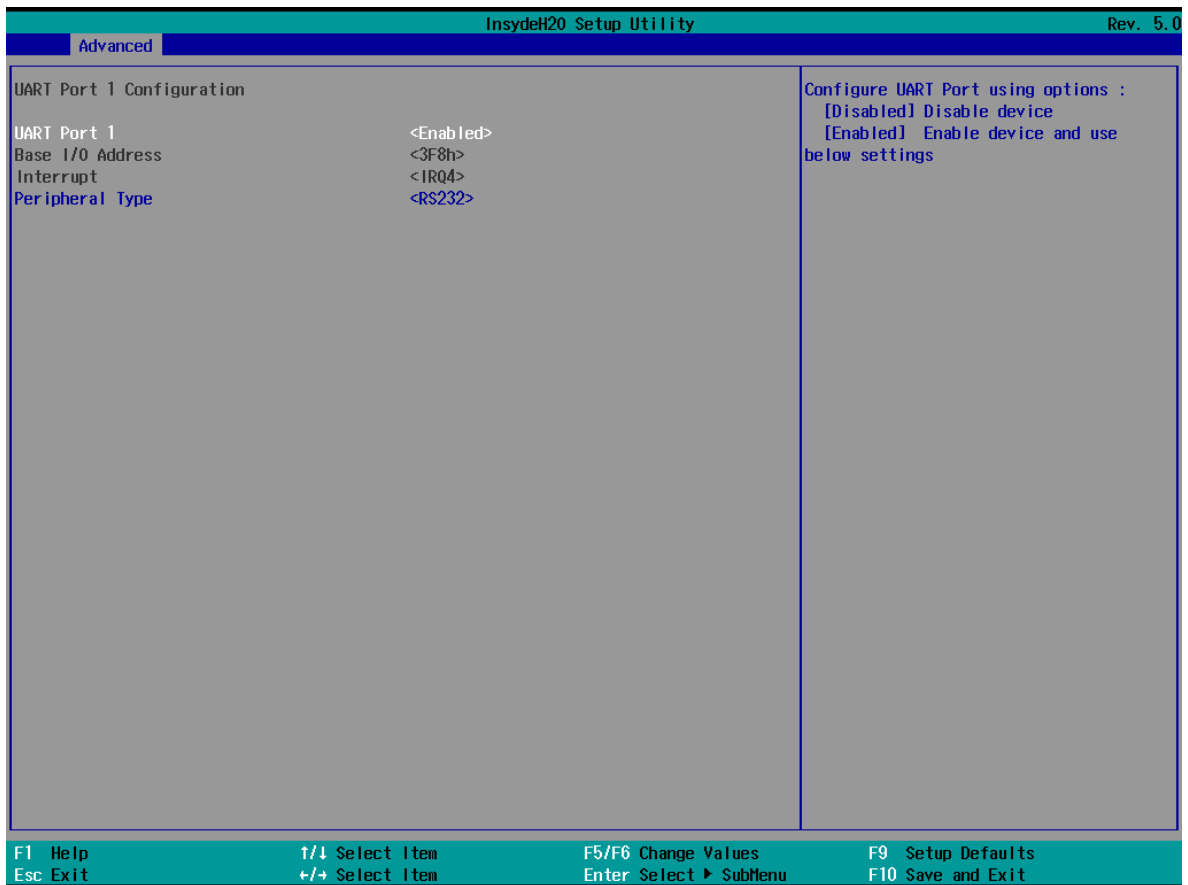 InsydeH20 Setup Utility Rev. 5.0
Advanced
UART Port 1 Configuration
UART Port 1 <Enabled>
Base I/O Address <3F8h>
Interrupt <IRQ4>
Peripheral Type <RS232>
Configure UART Port using options :
[Disabled] Disable device
[Enabled] Enable device and use
below settings
F1 Help ↑/↓ Select Item F5/F6 Change Values F9 Setup Defaults
Esc Exit ←/→ Select Item Enter Select ▶ SubMenu F10 Save and Exit